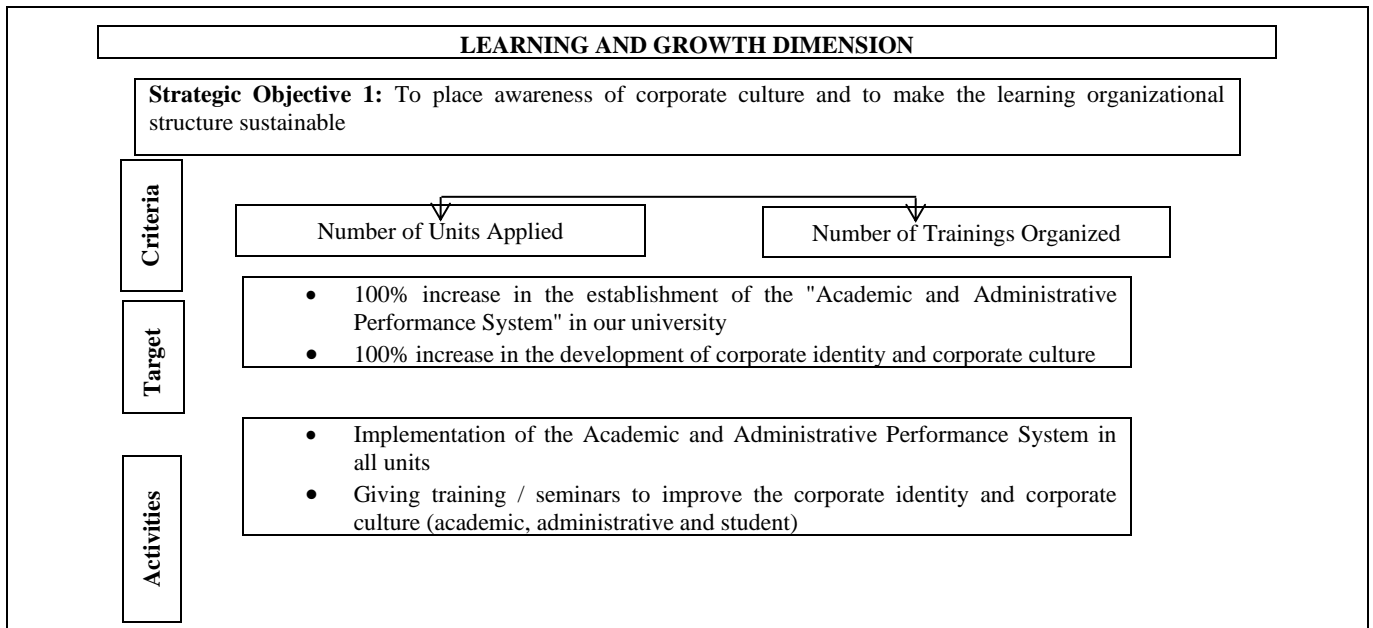 LEARNING AND GROWTH DIMENSION
Strategic Objective 1: To place awareness of corporate culture and to make the learning organizational
structure sustainable
Criteria
Number of Units Applied
Number of Trainings Organized
Target
• 100% increase in the establishment of the "Academic and Administrative
Performance System" in our university
• 100% increase in the development of corporate identity and corporate culture
Activities
• Implementation of the Academic and Administrative Performance System in
all units
• Giving training / seminars to improve the corporate identity and corporate
culture (academic, administrative and student)